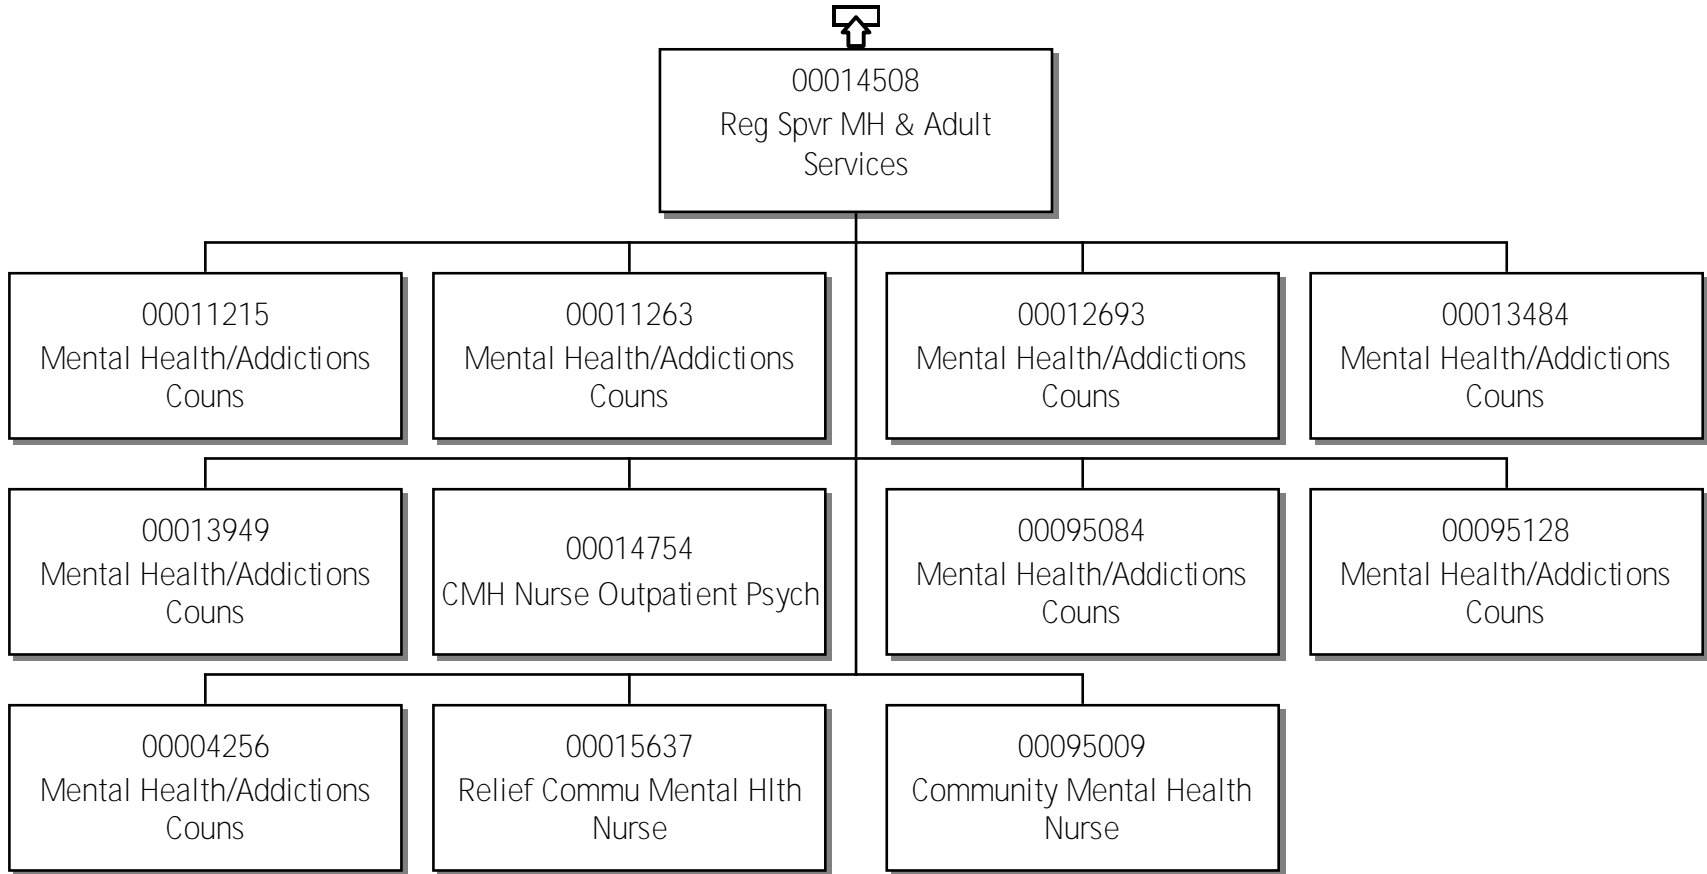 00014508
Reg Spvr MH & Adult
Services
00011215
Mental Health/Addictions
Couns
00011263
Mental Health/Addictions
Couns
00012693
Mental Health/Addictions
Couns
00013484
Mental Health/Addictions
Couns
00013949
Mental Health/Addictions
Couns
00014754
CMH Nurse Outpatient Psych
00095084
Mental Health/Addictions
Couns
00095128
Mental Health/Addictions
Couns
00004256
Mental Health/Addictions
Couns
00015637
Relief Commu Mental Hlth
Nurse
00095009
Community Mental Health
Nurse